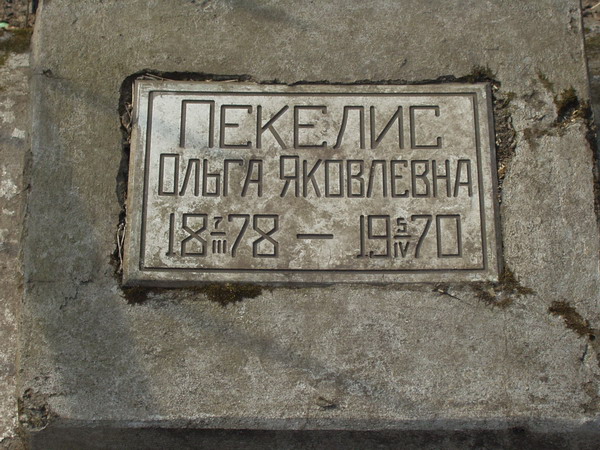 ПЕКЕЛИС
ОЛЬГА ЯКОВЛЕВНА
18 7/III 78 — 19 5/IV 70